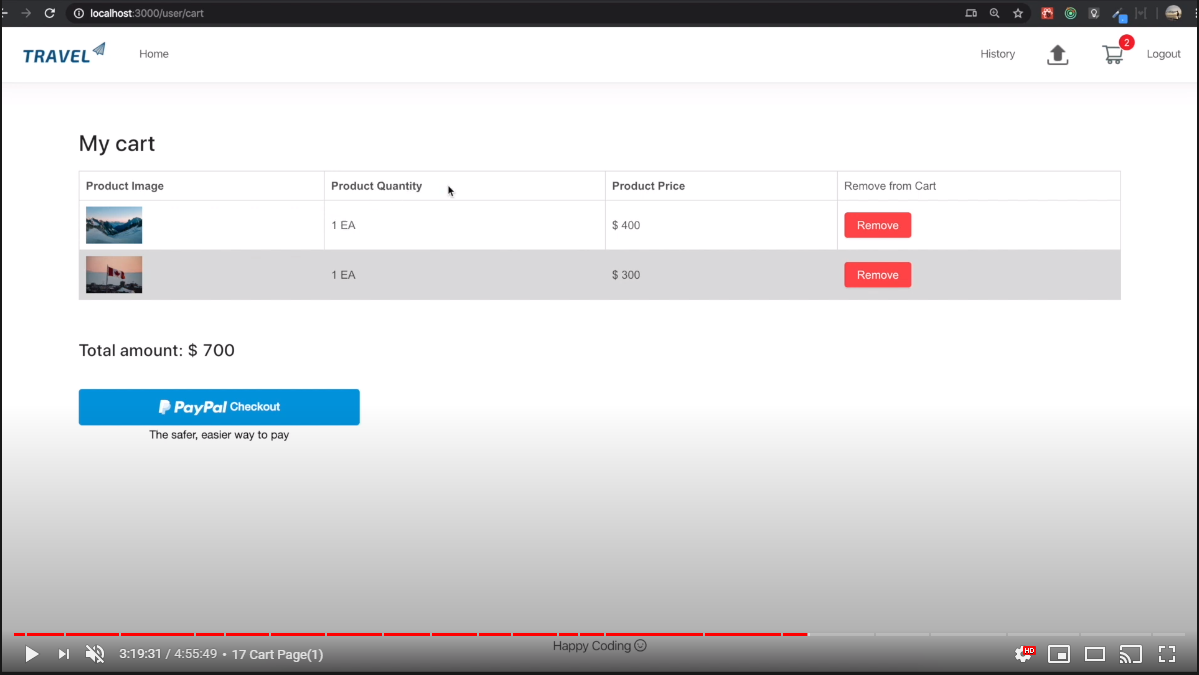 localhost:3000/user/cart
TRAVEL
Home
History
2
Logout
My cart
Product Image
Product Quantity
Product Price
Remove from Cart
1 EA
$ 400
Remove
1 EA
$ 300
Remove
Total amount: $ 700
PayPal Checkout
The safer, easier way to pay
Happy Coding
3:19:31 / 4:55:49 • 17 Cart Page(1)
HD